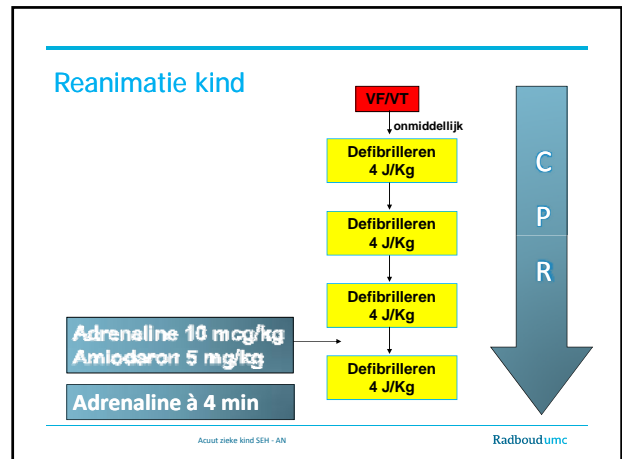 Reanimatie kind
VF/VT
onmiddellijk
Defibrilleren
4 J/Kg
Defibrilleren
4 J/Kg
Defibrilleren
4 J/Kg
Adrenaline 10 mcg/kg
Amiodaron 5 mg/kg
Defibrilleren
4 J/Kg
Adrenaline à 4 min
C
P
R
Acuut zieke kind SEH - AN
Radboudumc